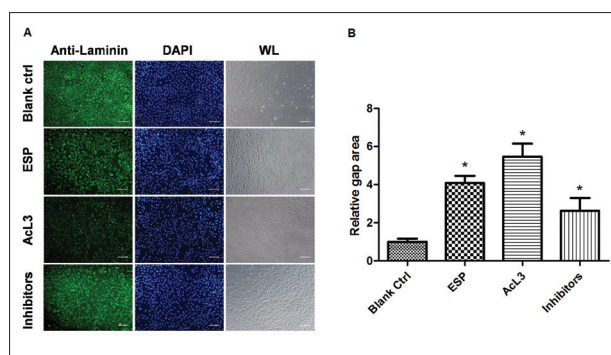 A
Anti-Laminin DAPI WL
Blank ctrl
ESP
AcL3
Inhibitors
B
Relative gap area
8
6
4
2
0
* * *
Blank Ctrl ESP AcL3 Inhibitors